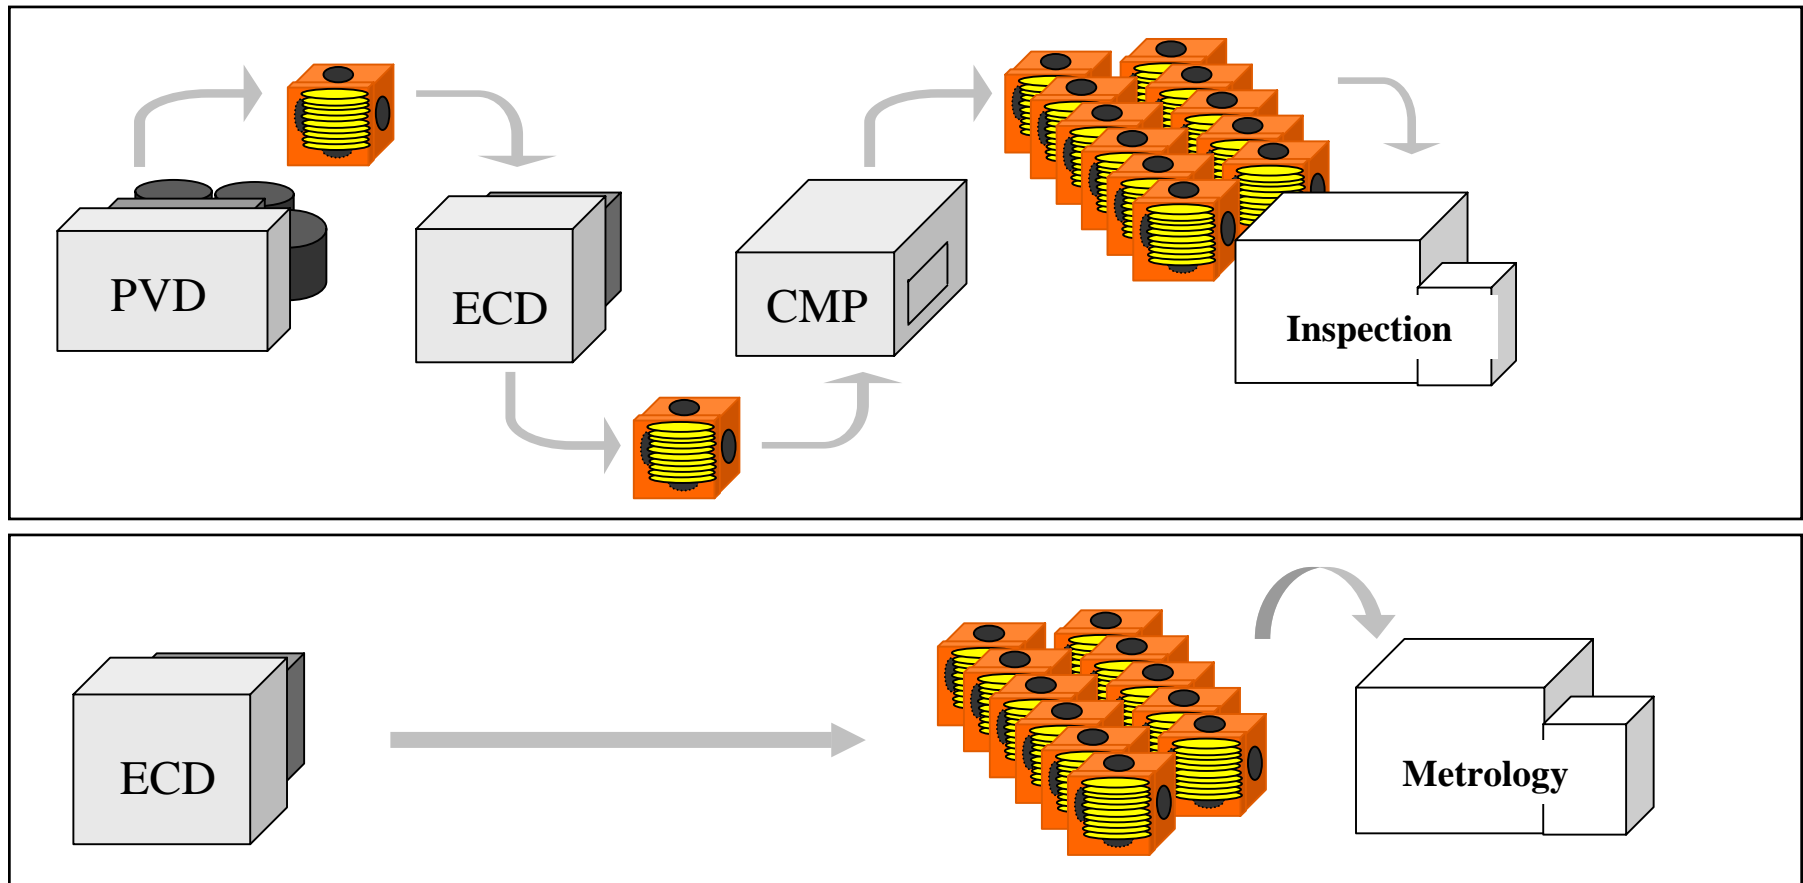 PVD
ECD
CMP
Inspection
ECD
Metrology